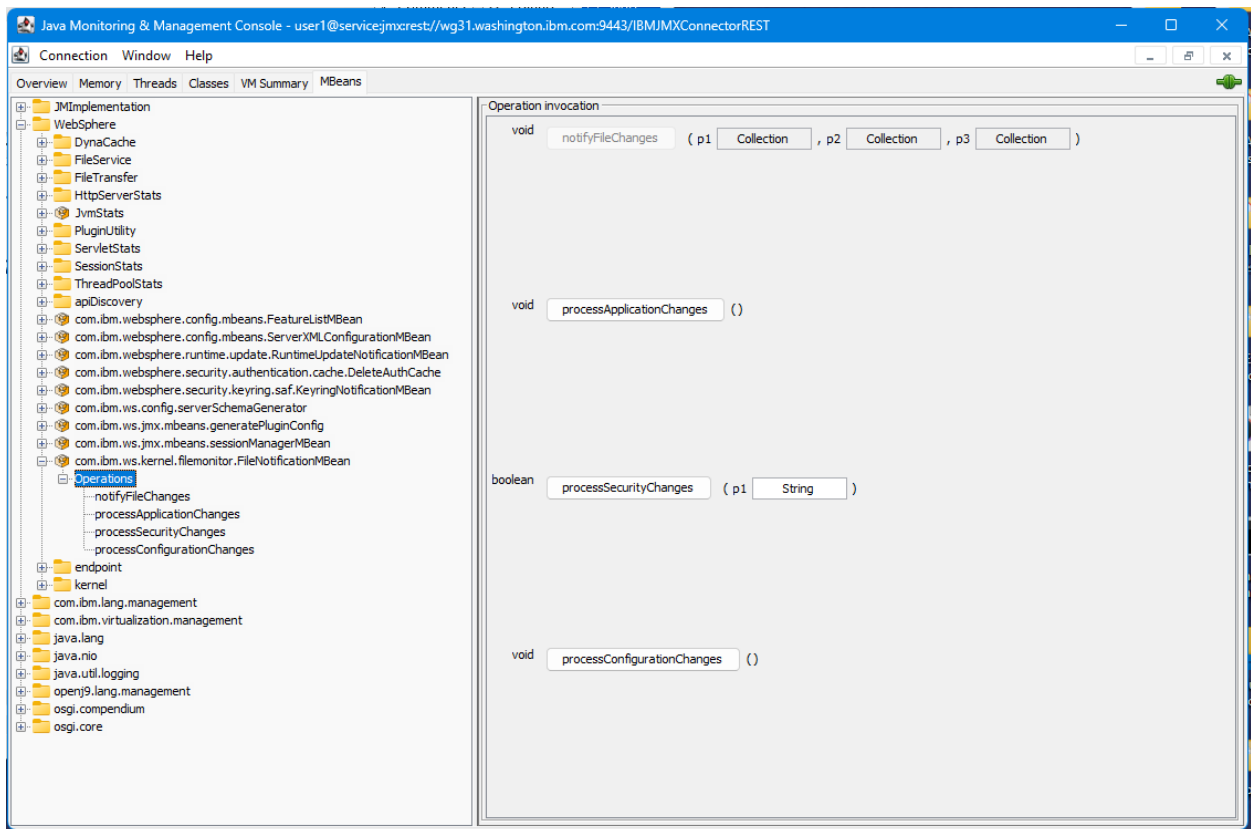 Java Monitoring & Management Console - user1@service:jmx:rest://wg31.washington.ibm.com:9443/IBMJMXConnectorREST
Connection Window Help
Overview Memory Threads Classes VM Summary MBeans
JMImplementation
WebSphere
DynaCache
FileService
FileTransfer
HttpServerStats
JvmStats
PluginUtility
ServletStats
SessionStats
ThreadPoolStats
apiDiscovery
com.ibm.websphere.config.mbeans.FeatureListMBean
com.ibm.websphere.config.mbeans.ServerXMLConfigurationMBean
com.ibm.websphere.runtime.update.RuntimeUpdateNotificationMBean
com.ibm.websphere.security.authentication.cache.DeleteAuthCache
com.ibm.websphere.security.keyring.saf.KeyringNotificationMBean
com.ibm.ws.config.serverSchemaGenerator
com.ibm.ws.jmx.mbeans.generatePluginConfig
com.ibm.ws.jmx.mbeans.sessionManagerMBean
com.ibm.ws.kernel.filemonitor.FileNotificationMBean
Operations
notifyFileChanges
processApplicationChanges
processSecurityChanges
processConfigurationChanges
endpoint
kernel
com.ibm.lang.management
com.ibm.virtualization.management
java.lang
java.nio
java.util.logging
openj9.lang.management
osgi.compendium
osgi.core
Operation invocation
void notifyFileChanges ( p1 Collection , p2 Collection , p3 Collection )
void processApplicationChanges ()
boolean processSecurityChanges ( p1 String )
void processConfigurationChanges ()